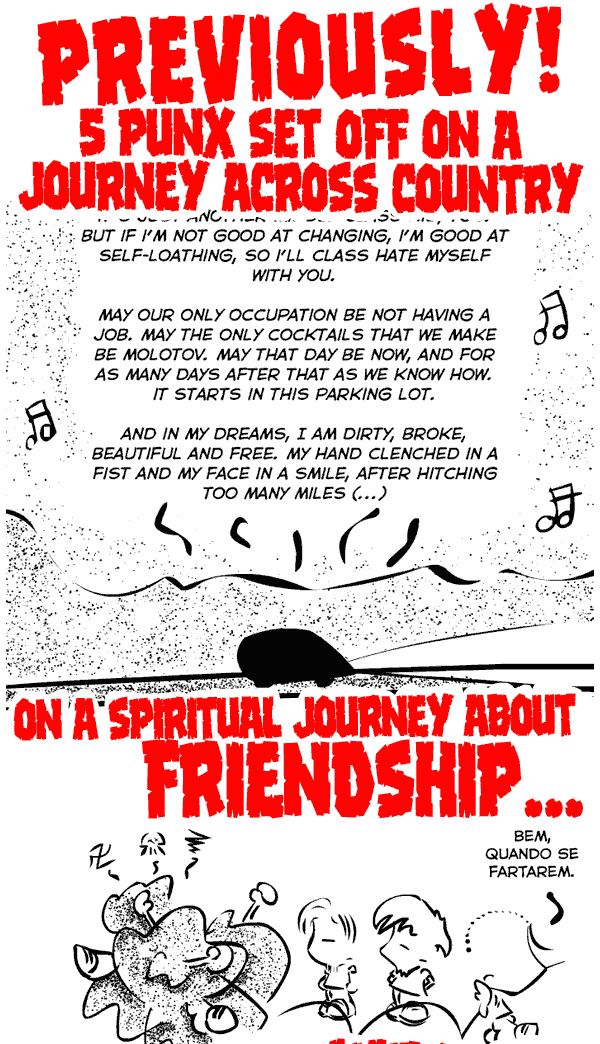 PREVIOUSLY!
5 PUNX SET OFF ON A
JOURNEY ACROSS COUNTRY
BUT IF I'M NOT GOOD AT CHANGING, I'M GOOD AT
SELF-LOATHING, SO I'LL CLASS HATE MYSELF
WITH YOU.
MAY OUR ONLY OCCUPATION BE NOT HAVING A
JOB. MAY THE ONLY COCKTAILS THAT WE MAKE
BE MOLOTOV. MAY THAT DAY BE NOW, AND FOR
AS MANY DAYS AFTER THAT AS WE KNOW HOW.
IT STARTS IN THIS PARKING LOT.
AND IN MY DREAMS, I AM DIRTY, BROKE,
BEAUTIFUL AND FREE. MY HAND CLENCHED IN A
FIST AND MY FACE IN A SMILE, AFTER HITCHING
TOO MANY MILES (...)
ON A SPIRITUAL JOURNEY ABOUT
FRIENDSHIP...
BEM,
QUANDO SE
FARTAREM.